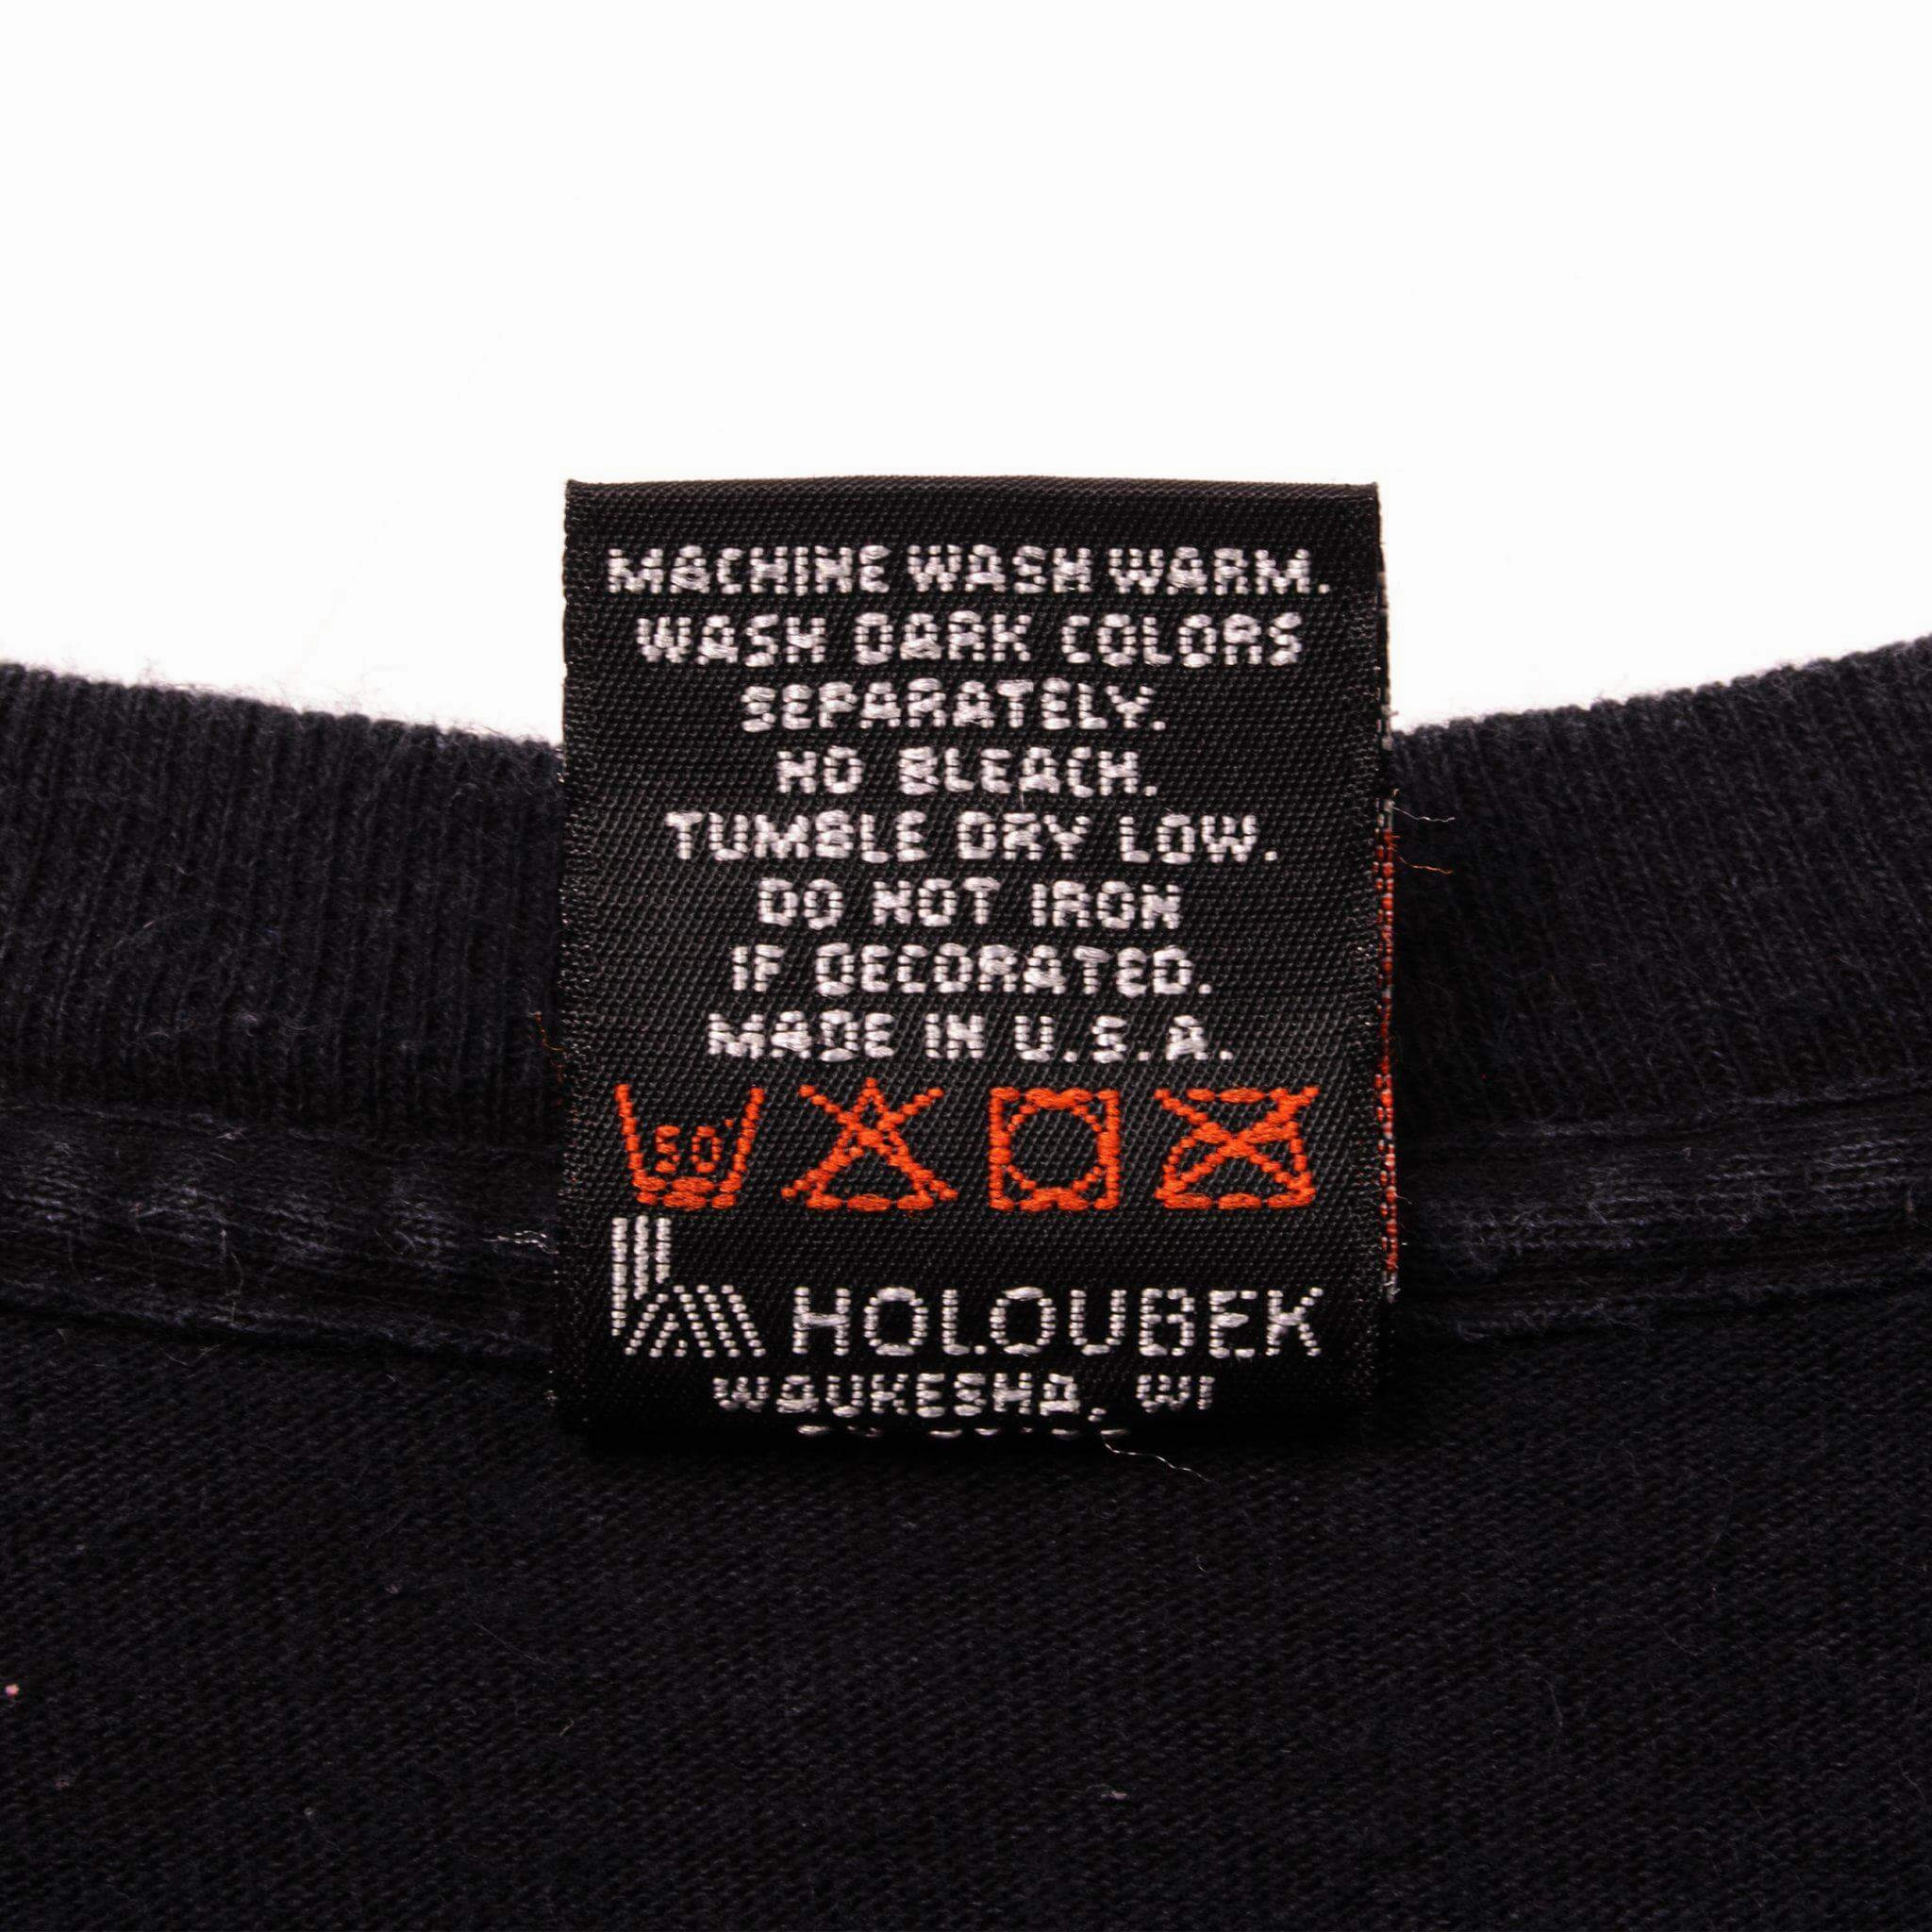 MACHINE WASH WARM.
WASH DARK COLORS
SEPARATELY.
NO BLEACH.
TUMBLE DRY LOW.
DO NOT IRON
IF DECORATED.
MADE IN U.S.A.
50°
HOLOUBEK
WAUKESHA, WI